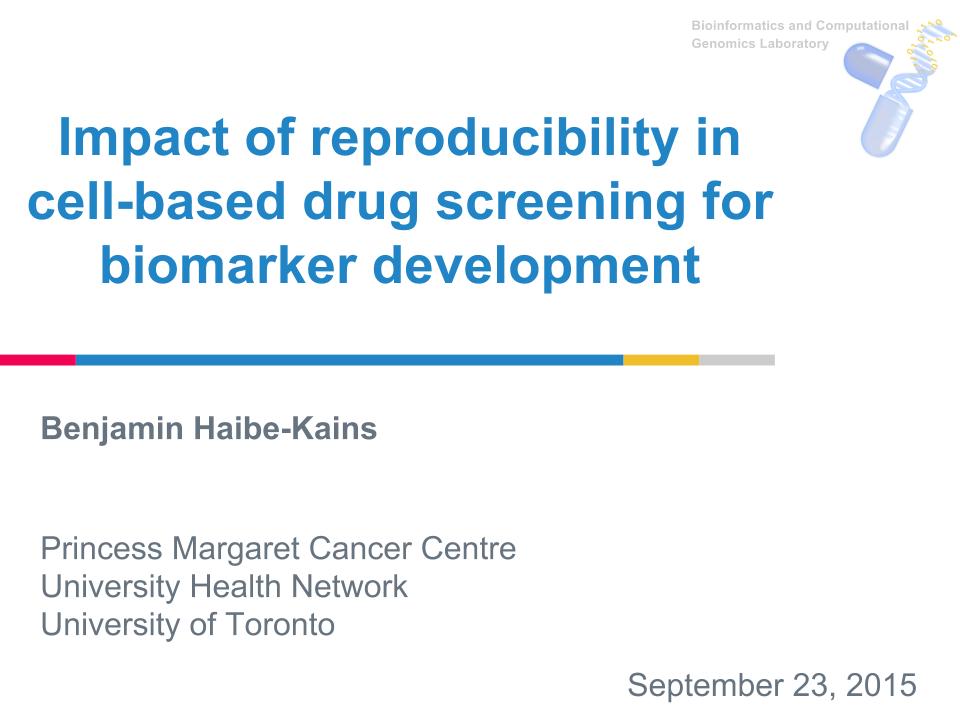 Bioinformatics and Computational
Genomics Laboratory
Impact of reproducibility in
cell-based drug screening for
biomarker development
Benjamin Haibe-Kains
Princess Margaret Cancer Centre
University Health Network
University of Toronto
September 23, 2015